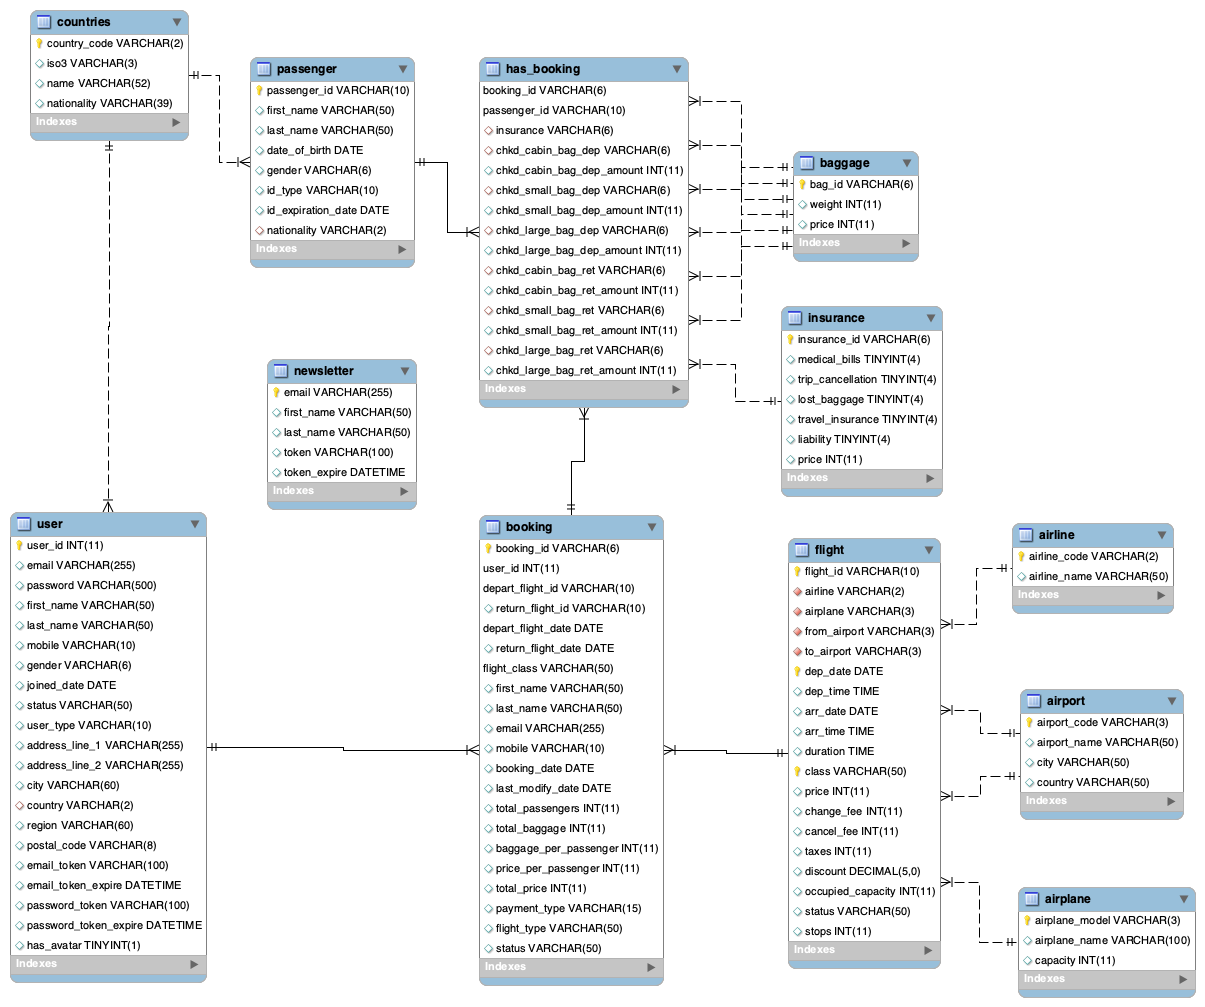 countries
country_code VARCHAR(2)
iso3 VARCHAR(3)
name VARCHAR(52)
nationality VARCHAR(39)
Indexes
passenger
passenger_id VARCHAR(10)
first_name VARCHAR(50)
last_name VARCHAR(50)
date_of_birth DATE
gender VARCHAR(6)
id_type VARCHAR(10)
id_expiration_date DATE
nationality VARCHAR(2)
Indexes
has_booking
booking_id VARCHAR(6)
passenger_id VARCHAR(10)
insurance VARCHAR(6)
chkd_cabin_bag_dep VARCHAR(6)
chkd_cabin_bag_dep_amount INT(11)
chkd_small_bag_dep VARCHAR(6)
chkd_small_bag_dep_amount INT(11)
chkd_large_bag_dep VARCHAR(6)
chkd_large_bag_dep_amount INT(11)
chkd_cabin_bag_ret VARCHAR(6)
chkd_cabin_bag_ret_amount INT(11)
chkd_small_bag_ret VARCHAR(6)
chkd_small_bag_ret_amount INT(11)
chkd_large_bag_ret VARCHAR(6)
chkd_large_bag_ret_amount INT(11)
Indexes
baggage
bag_id VARCHAR(6)
weight INT(11)
price INT(11)
Indexes
insurance
insurance_id VARCHAR(6)
medical_bills TINYINT(4)
trip_cancellation TINYINT(4)
lost_baggage TINYINT(4)
travel_insurance TINYINT(4)
liability TINYINT(4)
price INT(11)
Indexes
newsletter
email VARCHAR(255)
first_name VARCHAR(50)
last_name VARCHAR(50)
token VARCHAR(100)
token_expire DATETIME
Indexes
user
user_id INT(11)
email VARCHAR(255)
password VARCHAR(500)
first_name VARCHAR(50)
last_name VARCHAR(50)
mobile VARCHAR(10)
gender VARCHAR(6)
joined_date DATE
status VARCHAR(50)
user_type VARCHAR(10)
address_line_1 VARCHAR(255)
address_line_2 VARCHAR(255)
city VARCHAR(60)
country VARCHAR(2)
region VARCHAR(60)
postal_code VARCHAR(8)
email_token VARCHAR(100)
email_token_expire DATETIME
password_token VARCHAR(100)
password_token_expire DATETIME
has_avatar TINYINT(1)
Indexes
booking
booking_id VARCHAR(6)
user_id INT(11)
depart_flight_id VARCHAR(10)
return_flight_id VARCHAR(10)
depart_flight_date DATE
return_flight_date DATE
flight_class VARCHAR(50)
first_name VARCHAR(50)
last_name VARCHAR(50)
email VARCHAR(255)
mobile VARCHAR(10)
booking_date DATE
last_modify_date DATE
total_passengers INT(11)
total_baggage INT(11)
baggage_per_passenger INT(11)
price_per_passenger INT(11)
total_price INT(11)
payment_type VARCHAR(15)
flight_type VARCHAR(50)
status VARCHAR(50)
Indexes
flight
flight_id VARCHAR(10)
airline VARCHAR(2)
airplane VARCHAR(3)
from_airport VARCHAR(3)
to_airport VARCHAR(3)
dep_date DATE
dep_time TIME
arr_date DATE
arr_time TIME
duration TIME
class VARCHAR(50)
price INT(11)
change_fee INT(11)
cancel_fee INT(11)
taxes INT(11)
discount DECIMAL(5,0)
occupied_capacity INT(11)
status VARCHAR(50)
stops INT(11)
Indexes
airline
airline_code VARCHAR(2)
airline_name VARCHAR(50)
Indexes
airport
airport_code VARCHAR(3)
airport_name VARCHAR(50)
city VARCHAR(50)
country VARCHAR(50)
Indexes
airplane
airplane_model VARCHAR(3)
airplane_name VARCHAR(100)
capacity INT(11)
Indexes